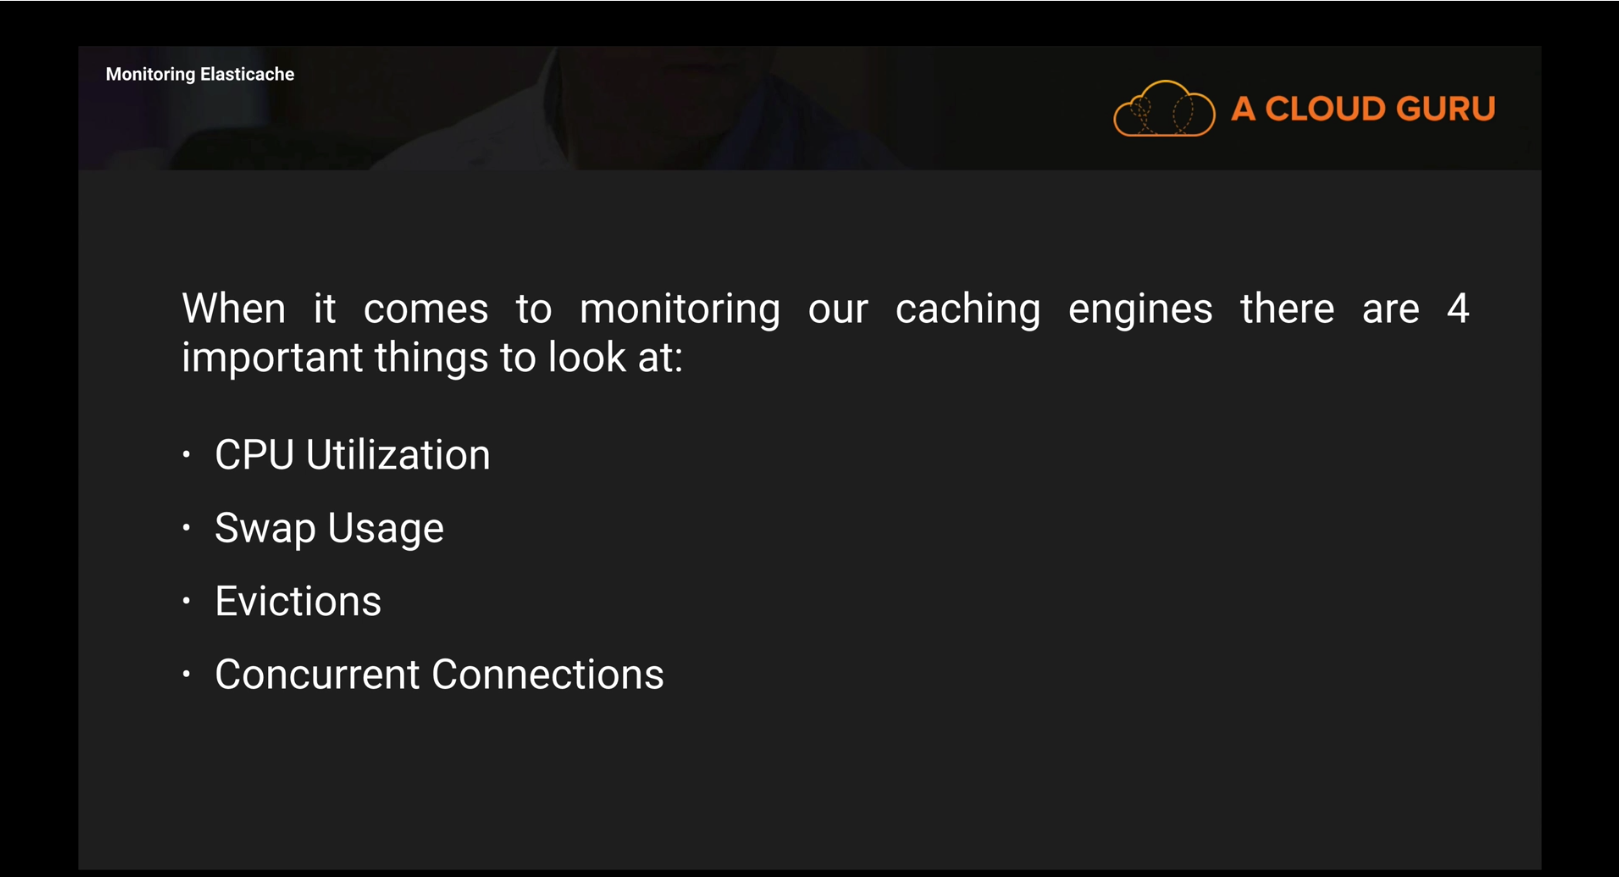 Monitoring Elasticache
A CLOUD GURU
When it comes to monitoring our caching engines there are 4
important things to look at:
· CPU Utilization
· Swap Usage
· Evictions
· Concurrent Connections